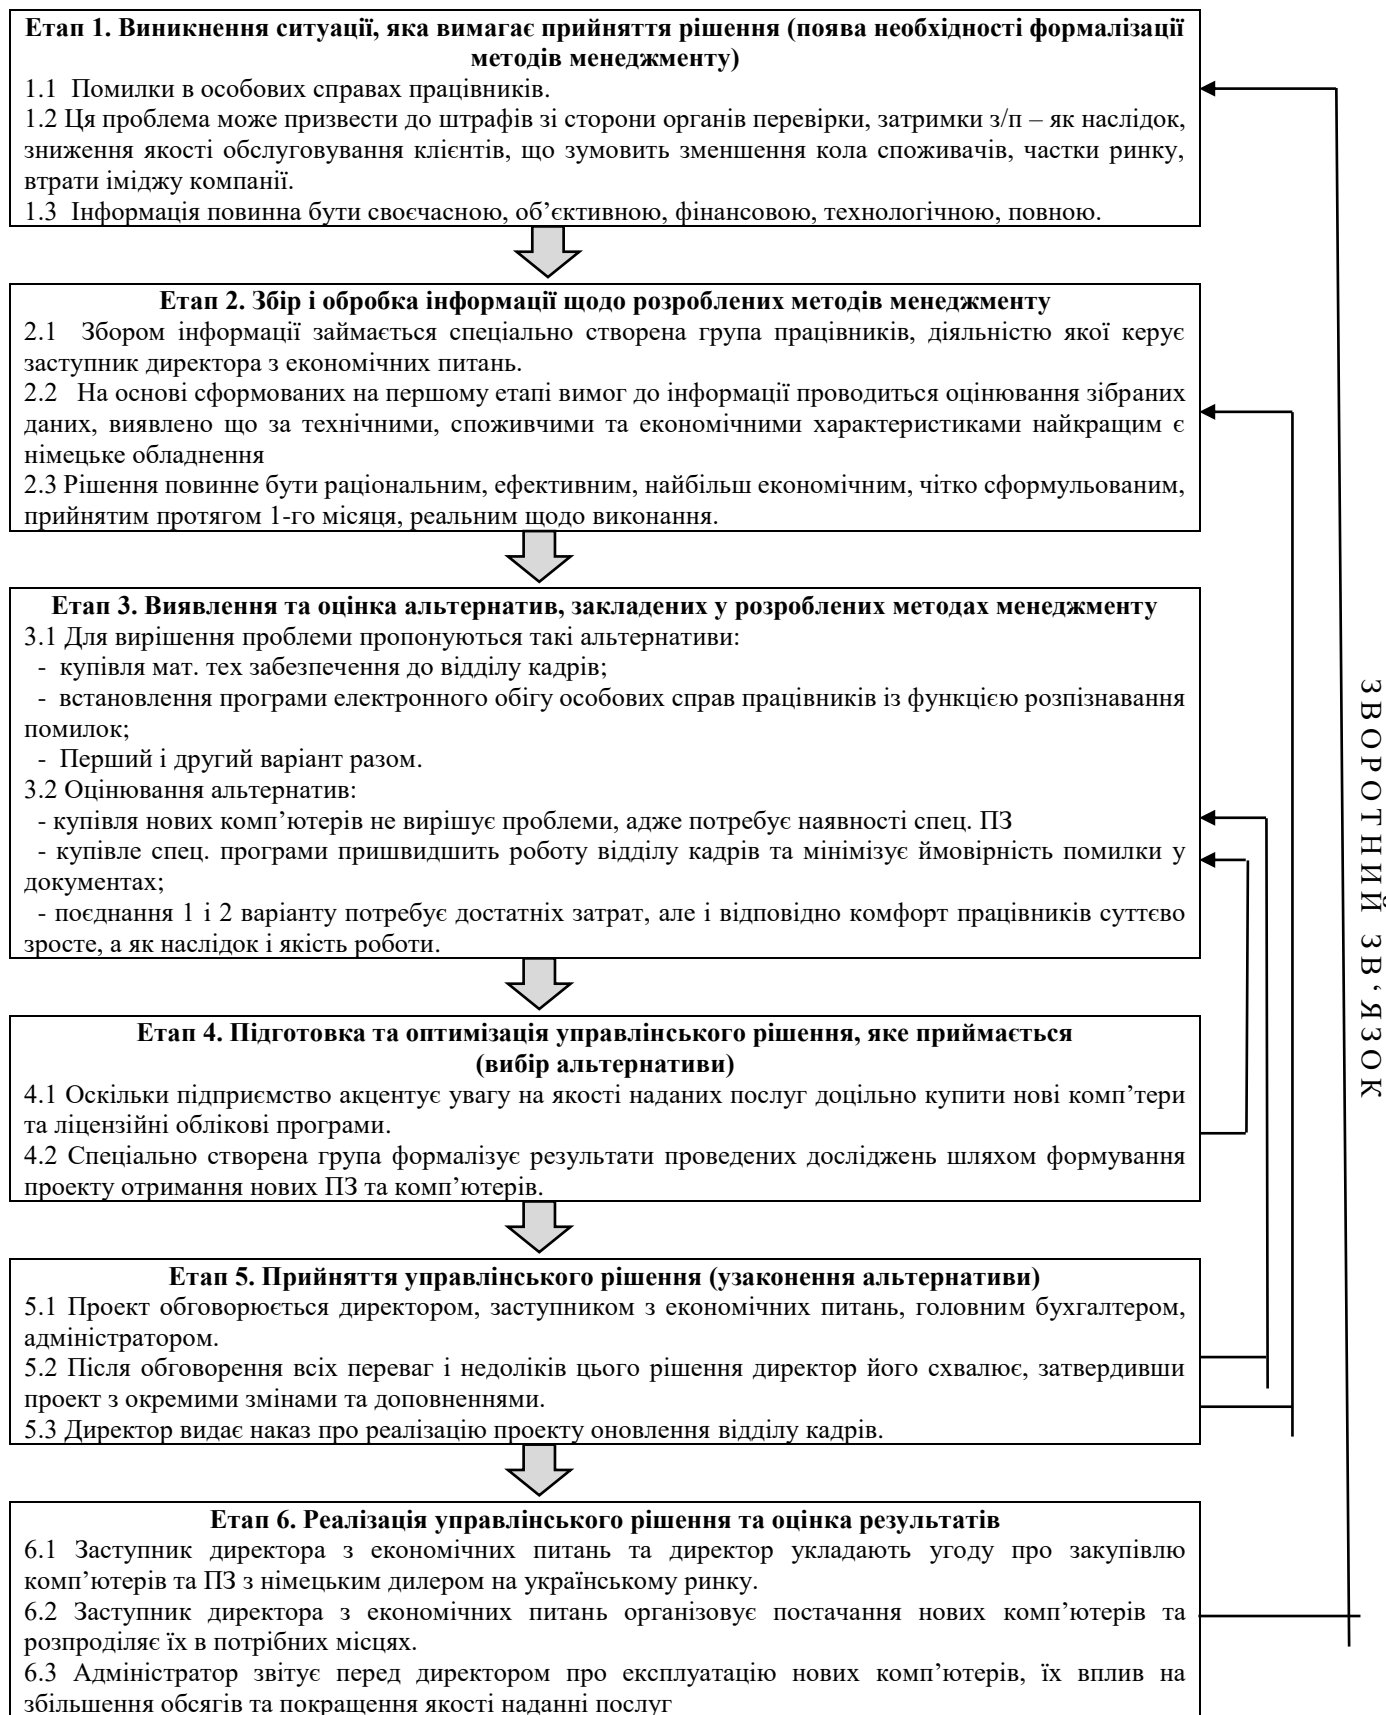 Етап 1. Виникнення ситуації, яка вимагає прийняття рішення (поява необхідності формалізації
методів менеджменту)
1.1 Помилки в особових справах працівників.
1.2 Ця проблема може призвести до штрафів зі сторони органів перевірки, затримки з/п – як наслідок,
зниження якості обслуговування клієнтів, що зумовить зменшення кола споживачів, частки ринку,
втрати іміджу компанії.
1.3 Інформація повинна бути своєчасною, об’єктивною, фінансовою, технологічною, повною.
Етап 2. Збір і обробка інформації щодо розроблених методів менеджменту
2.1 Збором інформації займається спеціально створена група працівників, діяльністю якої керує
заступник директора з економічних питань.
2.2 На основі сформованих на першому етапі вимог до інформації проводиться оцінювання зібраних
даних, виявлено що за технічними, споживчими та економічними характеристиками найкращим є
німецьке обладнення
2.3 Рішення повинне бути раціональним, ефективним, найбільш економічним, чітко сформульованим,
прийнятим протягом 1-го місяця, реальним щодо виконання.
Етап 3. Виявлення та оцінка альтернатив, закладених у розроблених методах менеджменту
3.1 Для вирішення проблеми пропонуються такі альтернативи:
- купівля мат. тех забезпечення до відділу кадрів;
- встановлення програми електронного обігу особових справ працівників із функцією розпізнавання
помилок;
- Перший і другий варіант разом.
3.2 Оцінювання альтернатив:
- купівля нових комп’ютерів не вирішує проблеми, адже потребує наявності спец. ПЗ
- купівле спец. програми пришвидшить роботу відділу кадрів та мінімізує ймовірність помилки у
документах;
- поєднання 1 і 2 варіанту потребує достатніх затрат, але і відповідно комфорт працівників суттєво
зросте, а як наслідок і якість роботи.
Етап 4. Підготовка та оптимізація управлінського рішення, яке приймається
(вибір альтернативи)
4.1 Оскільки підприємство акцентує увагу на якості наданих послуг доцільно купити нові комп’тери
та ліцензійні облікові програми.
4.2 Спеціально створена група формалізує результати проведених досліджень шляхом формування
проекту отримання нових ПЗ та комп’ютерів.
Етап 5. Прийняття управлінського рішення (узаконення альтернативи)
5.1 Проект обговорюється директором, заступником з економічних питань, головним бухгалтером,
адміністратором.
5.2 Після обговорення всіх переваг і недоліків цього рішення директор його схвалює, затвердивши
проект з окремими змінами та доповненнями.
5.3 Директор видає наказ про реалізацію проекту оновлення відділу кадрів.
Етап 6. Реалізація управлінського рішення та оцінка результатів
6.1 Заступник директора з економічних питань та директор укладають угоду про закупівлю
комп’ютерів та ПЗ з німецьким дилером на українському ринку.
6.2 Заступник директора з економічних питань організовує постачання нових комп’ютерів та
розпроділяє їх в потрібних місцях.
6.3 Адміністратор звітує перед директором про експлуатацію нових комп’ютерів, їх вплив на
збільшення обсягів та покращення якості наданні послуг
ЗВОРОТНИЙ ЗВ‘ЯЗОК